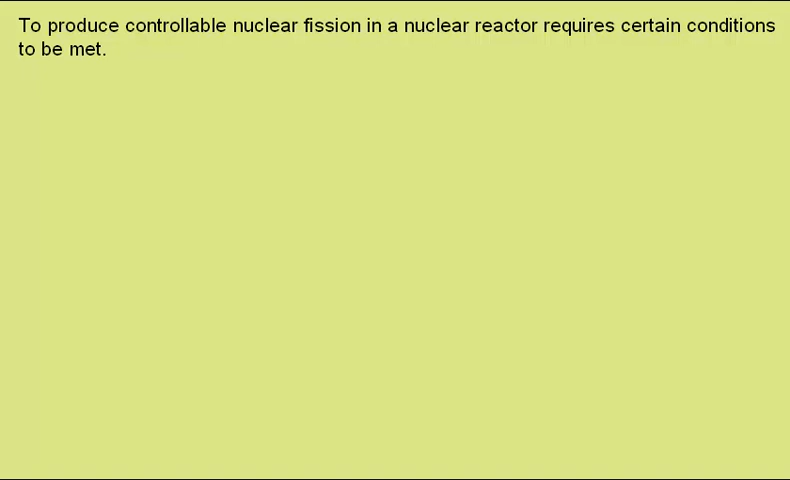 To produce controllable nuclear fission in a nuclear reactor requires certain conditions
to be met.